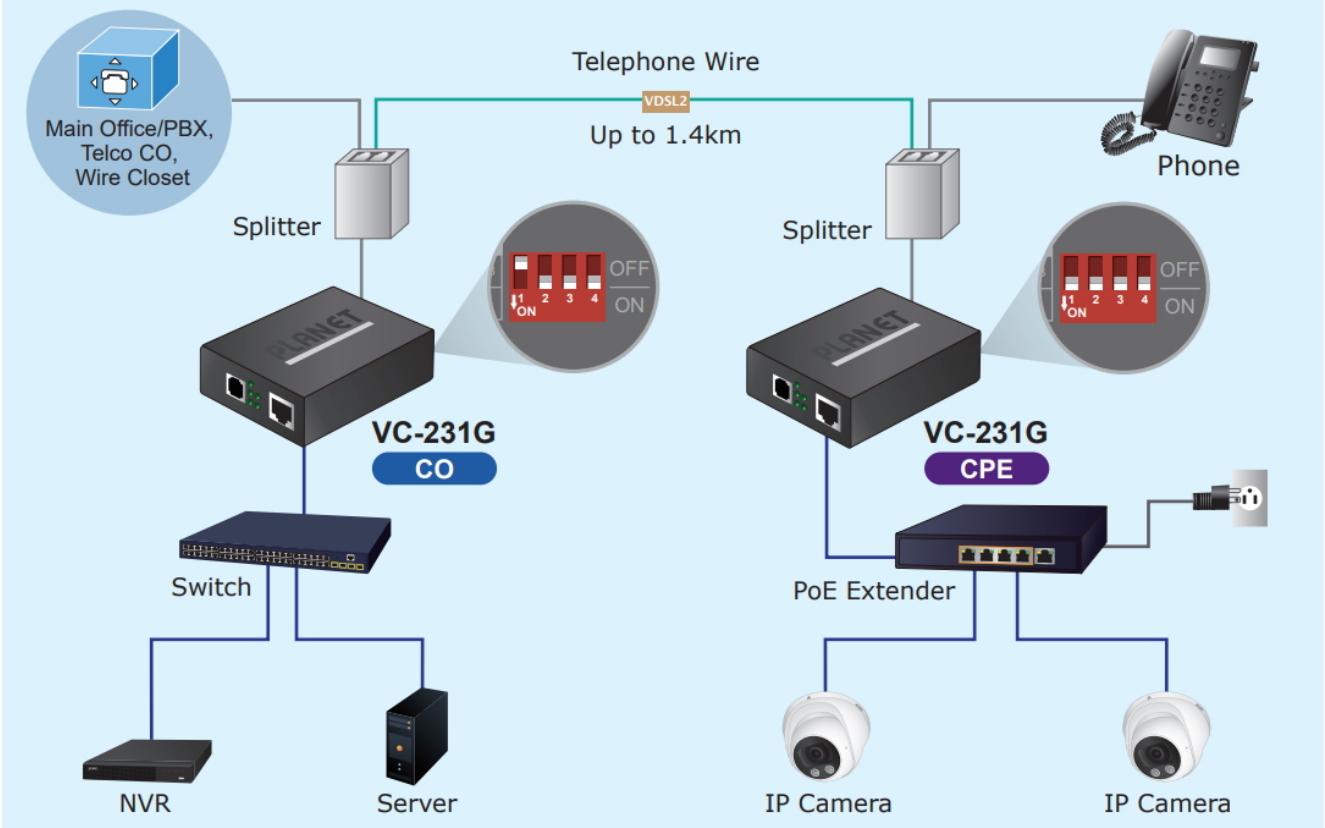 Telephone Wire
VDSL2
Up to 1.4km
Main Office/PBX,
Telco CO,
Wire Closet
Phone
Splitter
Splitter
OFF
ON
1 2 3 4
ON
OFF
ON
1 2 3 4
ON
PLANET
PLANET
VC-231G
CO
VC-231G
CPE
Switch
PoE Extender
NVR
Server
IP Camera
IP Camera